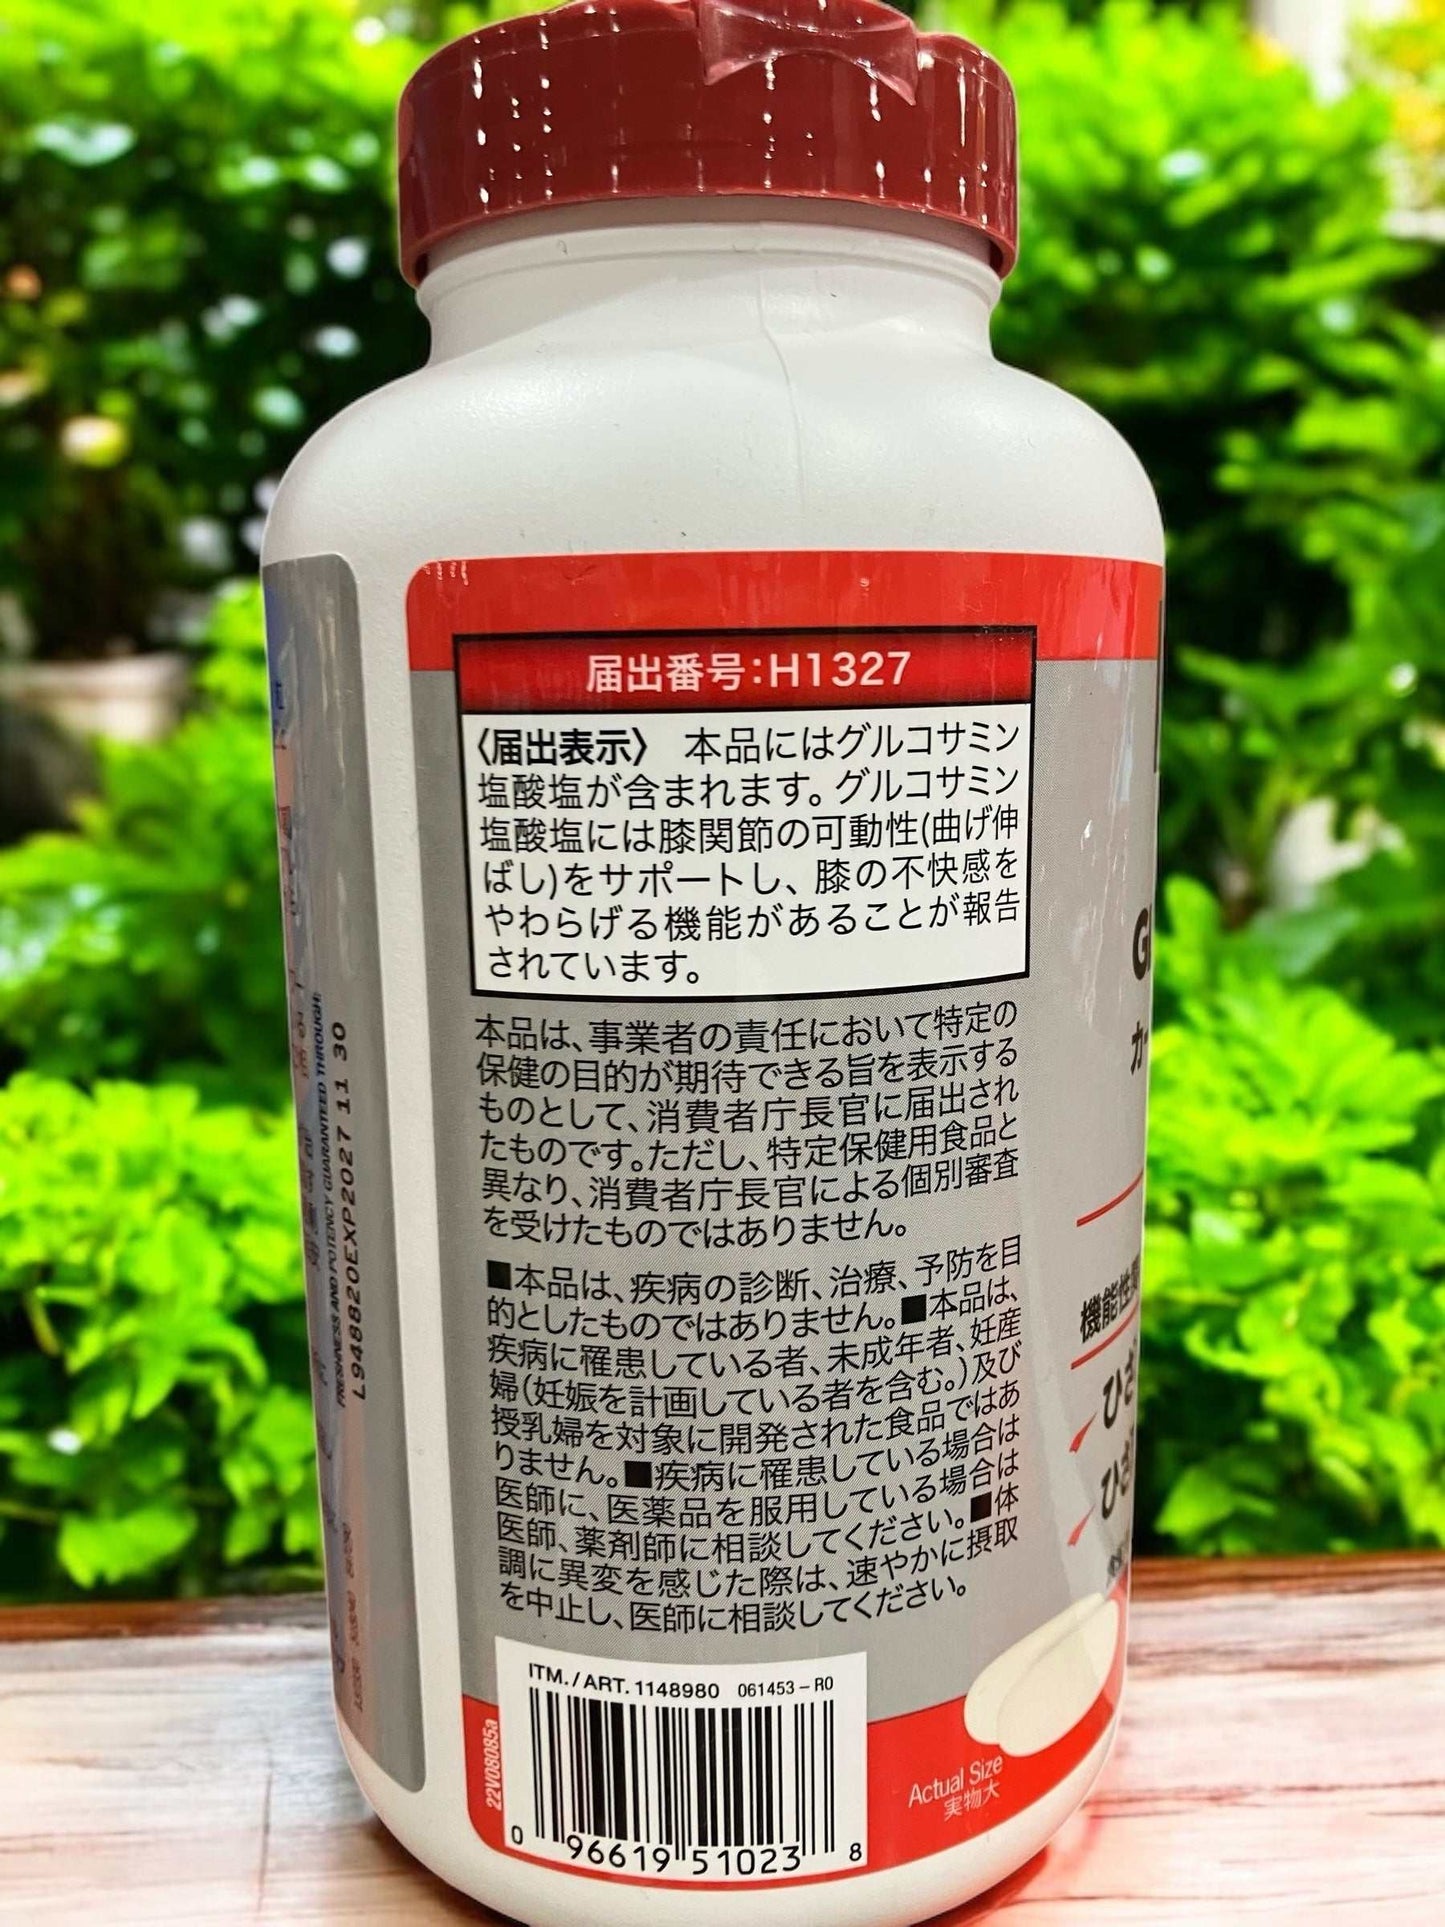 届出番号:H1327
〈届出表示〉 本品にはグルコサミン
塩酸塩が含まれます。グルコサミン
塩酸塩には膝関節の可動性(曲げ伸
ばし)をサポートし、膝の不快感を
やわらげる機能があることが報告
されています。
本品は、事業者の責任において特定の
保健の目的が期待できる旨を表示する
ものとして、消費者庁長官に届出され
たものです。ただし、特定保健用食品と
異なり、消費者庁長官による個別審査
を受けたものではありません。
■本品は、疾病の診断、治療、予防を目
的としたものではありません。■本品は、
疾病に罹患している者、未成年者、妊産
婦(妊娠を計画している者を含む。)及び
授乳婦を対象に開発された食品ではあ
りません。■疾病に罹患している場合は
医師に、医薬品を服用している場合は
医師、薬剤師に相談してください。■体
調に異変を感じた際は、速やかに摂取
を中止し、医師に相談してください。
ITM. / ART. 1148980 061453 – R0
0 96619 51023 8
22V08085a
Actual Size
実物大
FRESHNESS AND POTENCY GUARANTEED THROUGH:
L948820EXP2027 11 30
機能性
ひざ
ひざ